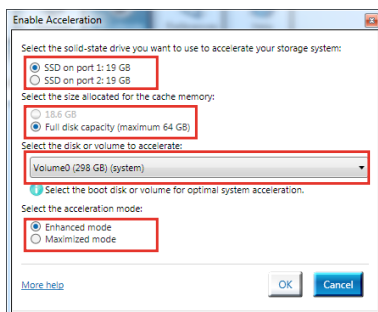 Enable Acceleration
Select the solid-state drive you want to use to accelerate your storage system:
SSD on port 1: 19 GB
SSD on port 2: 19 GB
Select the size allocated for the cache memory:
18.6 GB
Full disk capacity (maximum 64 GB)
Select the disk or volume to accelerate:
Volume0 (298 GB) (system)
Select the boot disk or volume for optimal system acceleration.
Select the acceleration mode:
Enhanced mode
Maximized mode
More help
OK
Cancel